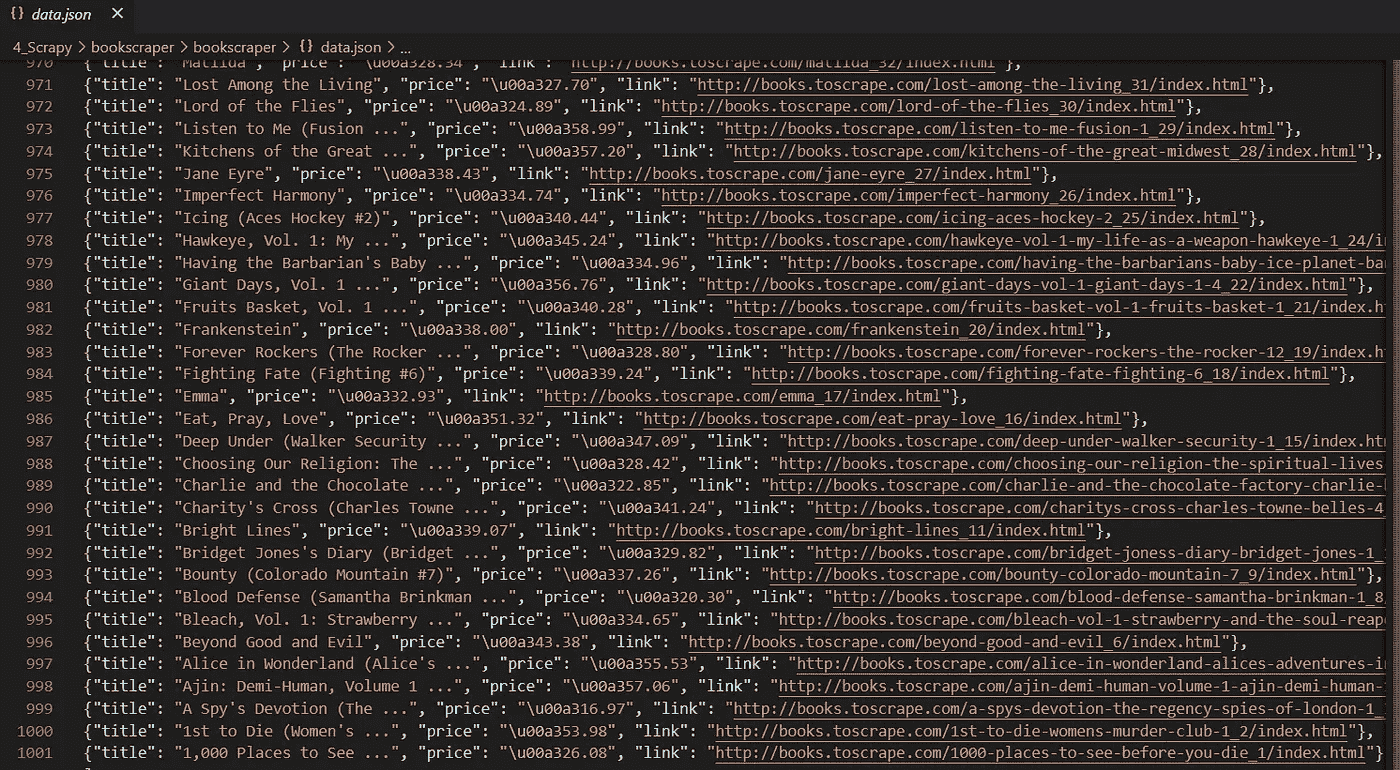 {} data.json ×
4_Scrapy > bookscraper > bookscraper > {} data.json > ...
970 {"title": "Matilda", "price": "\u00a328.34", "link": "http://books.toscrape.com/matilda_32/index.html"},
971 {"title": "Lost Among the Living", "price": "\u00a327.70", "link": "http://books.toscrape.com/lost-among-the-living_31/index.html"},
972 {"title": "Lord of the Flies", "price": "\u00a324.89", "link": "http://books.toscrape.com/lord-of-the-flies_30/index.html"},
973 {"title": "Listen to Me (Fusion ...", "price": "\u00a358.99", "link": "http://books.toscrape.com/listen-to-me-fusion-1_29/index.html"},
974 {"title": "Kitchens of the Great ...", "price": "\u00a357.20", "link": "http://books.toscrape.com/kitchens-of-the-great-midwest_28/index.html"},
975 {"title": "Jane Eyre", "price": "\u00a338.43", "link": "http://books.toscrape.com/jane-eyre_27/index.html"},
976 {"title": "Imperfect Harmony", "price": "\u00a334.74", "link": "http://books.toscrape.com/imperfect-harmony_26/index.html"},
977 {"title": "Icing (Aces Hockey #2)", "price": "\u00a340.44", "link": "http://books.toscrape.com/icing-aces-hockey-2_25/index.html"},
978 {"title": "Hawkeye, Vol. 1: My ...", "price": "\u00a345.24", "link": "http://books.toscrape.com/hawkeye-vol-1-my-life-as-a-weapon-hawkeye-1_24/i
979 {"title": "Having the Barbarian's Baby ...", "price": "\u00a334.96", "link": "http://books.toscrape.com/having-the-barbarians-baby-ice-planet-ba
980 {"title": "Giant Days, Vol. 1 ...", "price": "\u00a356.76", "link": "http://books.toscrape.com/giant-days-vol-1-giant-days-1-4_22/index.html"},
981 {"title": "Fruits Basket, Vol. 1 ...", "price": "\u00a340.28", "link": "http://books.toscrape.com/fruits-basket-vol-1-fruits-basket-1_21/index.h
982 {"title": "Frankenstein", "price": "\u00a338.00", "link": "http://books.toscrape.com/frankenstein_20/index.html"},
983 {"title": "Forever Rockers (The Rocker ...", "price": "\u00a328.80", "link": "http://books.toscrape.com/forever-rockers-the-rocker-12_19/index.h
984 {"title": "Fighting Fate (Fighting #6)", "price": "\u00a339.24", "link": "http://books.toscrape.com/fighting-fate-fighting-6_18/index.html"},
985 {"title": "Emma", "price": "\u00a332.93", "link": "http://books.toscrape.com/emma_17/index.html"},
986 {"title": "Eat, Pray, Love", "price": "\u00a351.32", "link": "http://books.toscrape.com/eat-pray-love_16/index.html"},
987 {"title": "Deep Under (Walker Security ...", "price": "\u00a347.09", "link": "http://books.toscrape.com/deep-under-walker-security-1_15/index.ht
988 {"title": "Choosing Our Religion: The ...", "price": "\u00a328.42", "link": "http://books.toscrape.com/choosing-our-religion-the-spiritual-lives
989 {"title": "Charlie and the Chocolate ...", "price": "\u00a322.85", "link": "http://books.toscrape.com/charlie-and-the-chocolate-factory-charlie-
990 {"title": "Charity's Cross (Charles Towne ...", "price": "\u00a341.24", "link": "http://books.toscrape.com/charitys-cross-charles-towne-belles-4
991 {"title": "Bright Lines", "price": "\u00a339.07", "link": "http://books.toscrape.com/bright-lines_11/index.html"},
992 {"title": "Bridget Jones's Diary (Bridget ...", "price": "\u00a329.82", "link": "http://books.toscrape.com/bridget-joness-diary-bridget-jones-1_
993 {"title": "Bounty (Colorado Mountain #7)", "price": "\u00a337.26", "link": "http://books.toscrape.com/bounty-colorado-mountain-7_9/index.html"},
994 {"title": "Blood Defense (Samantha Brinkman ...", "price": "\u00a320.30", "link": "http://books.toscrape.com/blood-defense-samantha-brinkman-1_8
995 {"title": "Bleach, Vol. 1: Strawberry ...", "price": "\u00a334.65", "link": "http://books.toscrape.com/bleach-vol-1-strawberry-and-the-soul-reap
996 {"title": "Beyond Good and Evil", "price": "\u00a343.38", "link": "http://books.toscrape.com/beyond-good-and-evil_6/index.html"},
997 {"title": "Alice in Wonderland (Alice's ...", "price": "\u00a355.53", "link": "http://books.toscrape.com/alice-in-wonderland-alices-adventures-i
998 {"title": "Ajin: Demi-Human, Volume 1 ...", "price": "\u00a357.06", "link": "http://books.toscrape.com/ajin-demi-human-volume-1-ajin-demi-human-
999 {"title": "A Spy's Devotion (The ...", "price": "\u00a316.97", "link": "http://books.toscrape.com/a-spys-devotion-the-regency-spies-of-london-1_
1000 {"title": "1st to Die (Women's ...", "price": "\u00a353.98", "link": "http://books.toscrape.com/1st-to-die-womens-murder-club-1_2/index.html"},
1001 {"title": "1,000 Places to See ...", "price": "\u00a326.08", "link": "http://books.toscrape.com/1000-places-to-see-before-you-die_1/index.html"}